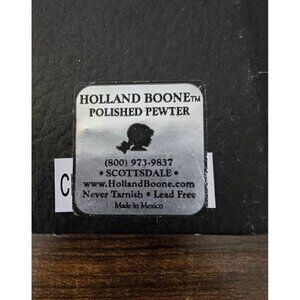 HOLLAND BOONE™
POLISHED PEWTER
(800) 973-9837
• SCOTTSDALE •
www.HollandBoone.com
Never Tarnish • Lead Free
Made in Mexico
C